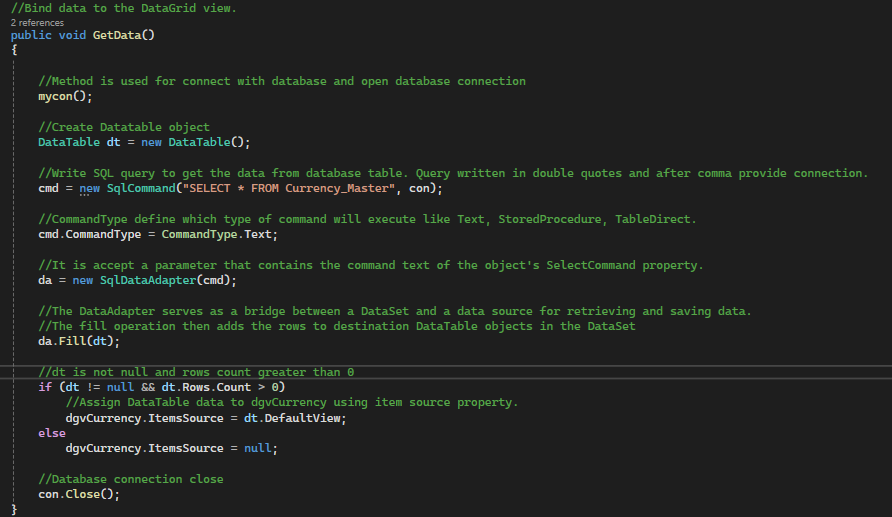 //Bind data to the DataGrid view.
2 references
public void GetData()
{
//Method is used for connect with database and open database connection
mycon();
//Create Datatable object
DataTable dt = new DataTable();
//Write SQL query to get the data from database table. Query written in double quotes and after comma provide connection.
cmd = new SqlCommand("SELECT * FROM Currency_Master", con);
//CommandType define which type of command will execute like Text, StoredProcedure, TableDirect.
cmd.CommandType = CommandType.Text;
//It is accept a parameter that contains the command text of the object's SelectCommand property.
da = new SqlDataAdapter(cmd);
//The DataAdapter serves as a bridge between a DataSet and a data source for retrieving and saving data.
//The fill operation then adds the rows to destination DataTable objects in the DataSet
da.Fill(dt);
//dt is not null and rows count greater than 0
if (dt != null && dt.Rows.Count > 0)
//Assign DataTable data to dgvCurrency using item source property.
dgvCurrency.ItemsSource = dt.DefaultView;
else
dgvCurrency.ItemsSource = null;
//Database connection close
con.Close();
}